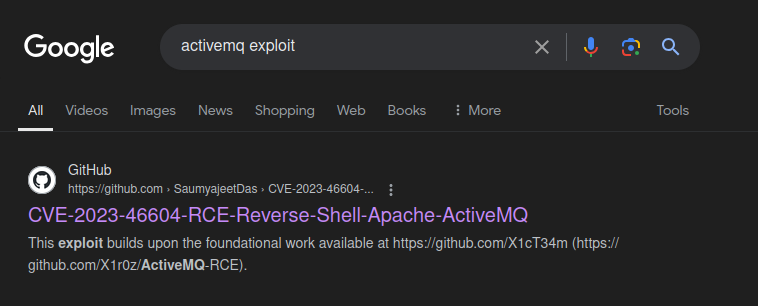 Google
activemq exploit
All Videos Images News Shopping Web Books More Tools
GitHub
https://github.com › SaumyajeetDas › CVE-2023-46604-...
CVE-2023-46604-RCE-Reverse-Shell-Apache-ActiveMQ
This exploit builds upon the foundational work available at https://github.com/X1cT34m (https://
github.com/X1r0z/ActiveMQ-RCE).